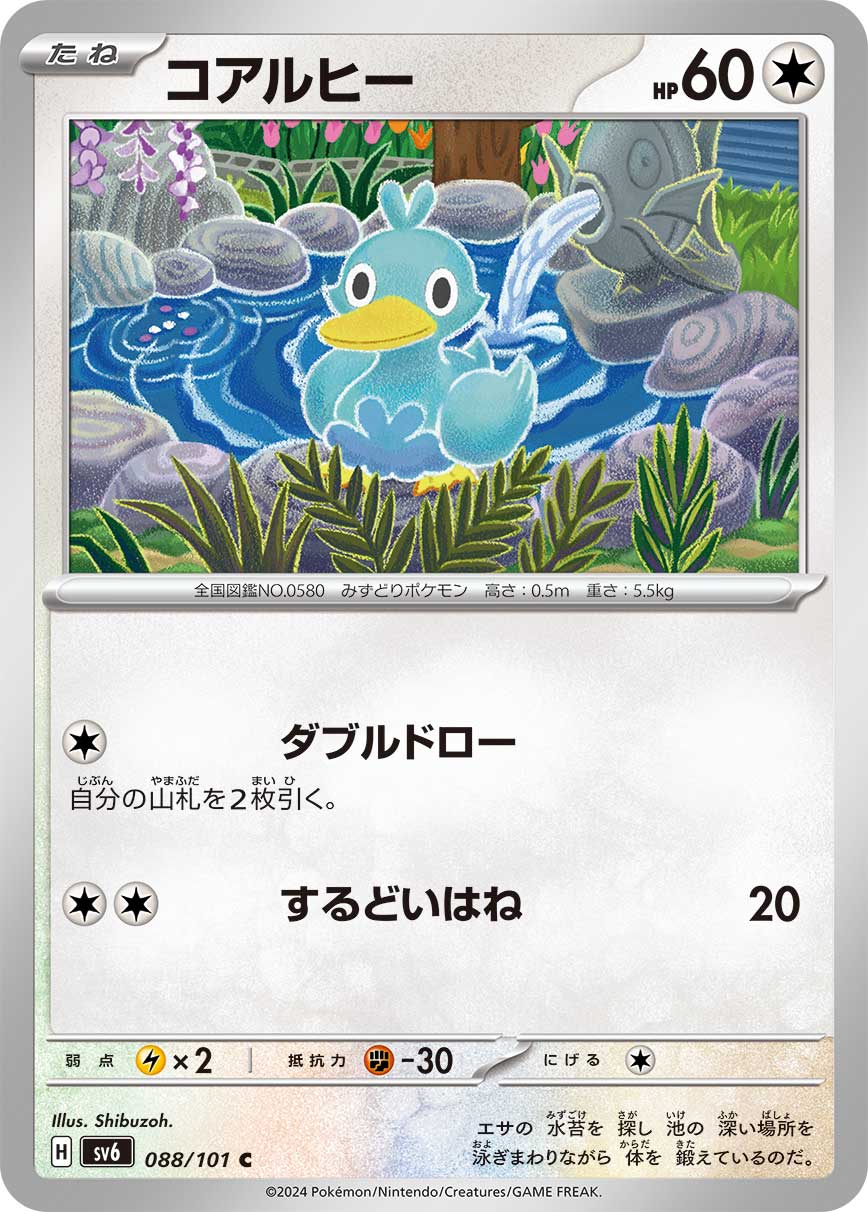 たね
コアルヒー
HP60
全国図鑑NO.0580 みずどりポケモン 高さ:0.5m 重さ:5.5kg
ダブルドロー
自分の山札を2枚引く。
するどいはね 20
弱点 ×2 抵抗力 -30 にげる
Illus. Shibuzoh.
エサの 水苔を 探し 池の 深い場所を
泳ぎまわりながら 体を 鍛えているのだ。
H SV6 088/101 C
©2024 Pokémon/Nintendo/Creatures/GAME FREAK.